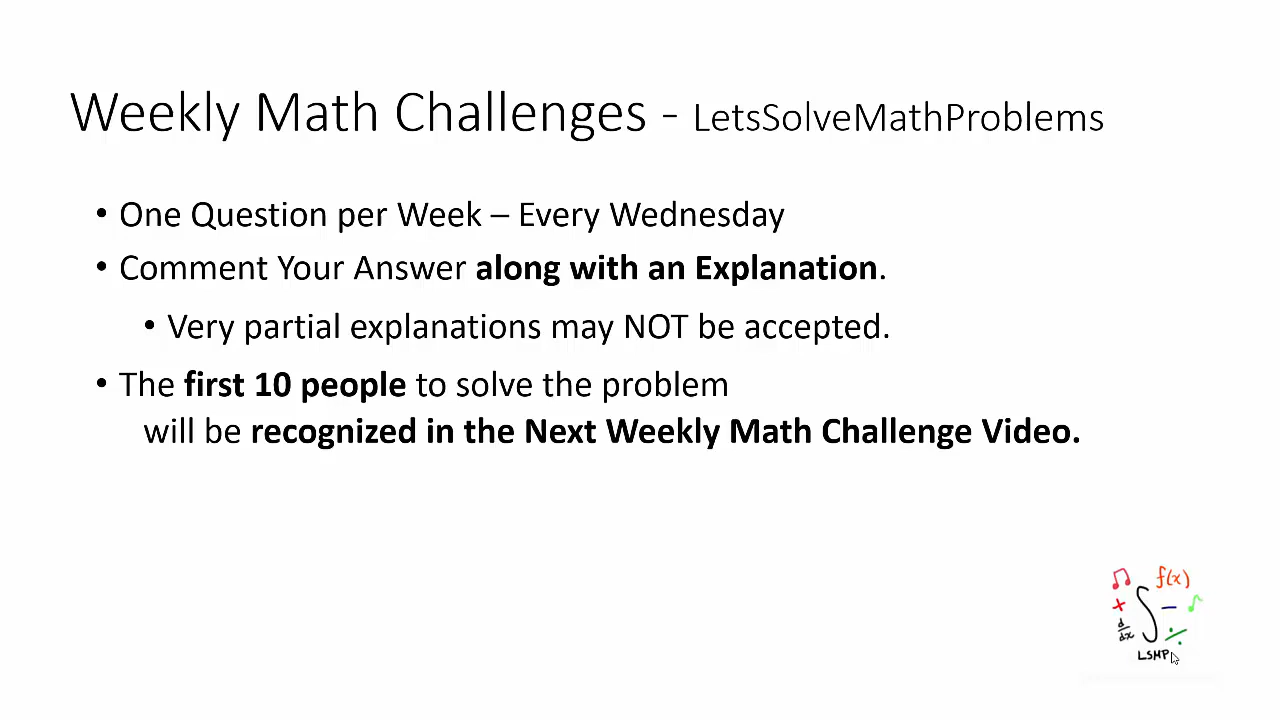 Weekly Math Challenges - LetsSolveMathProblems
• One Question per Week – Every Wednesday
• Comment Your Answer along with an Explanation.
• Very partial explanations may NOT be accepted.
• The first 10 people to solve the problem
will be recognized in the Next Weekly Math Challenge Video.
f(x)
+ ∫ −
d/dx ÷
LSMP